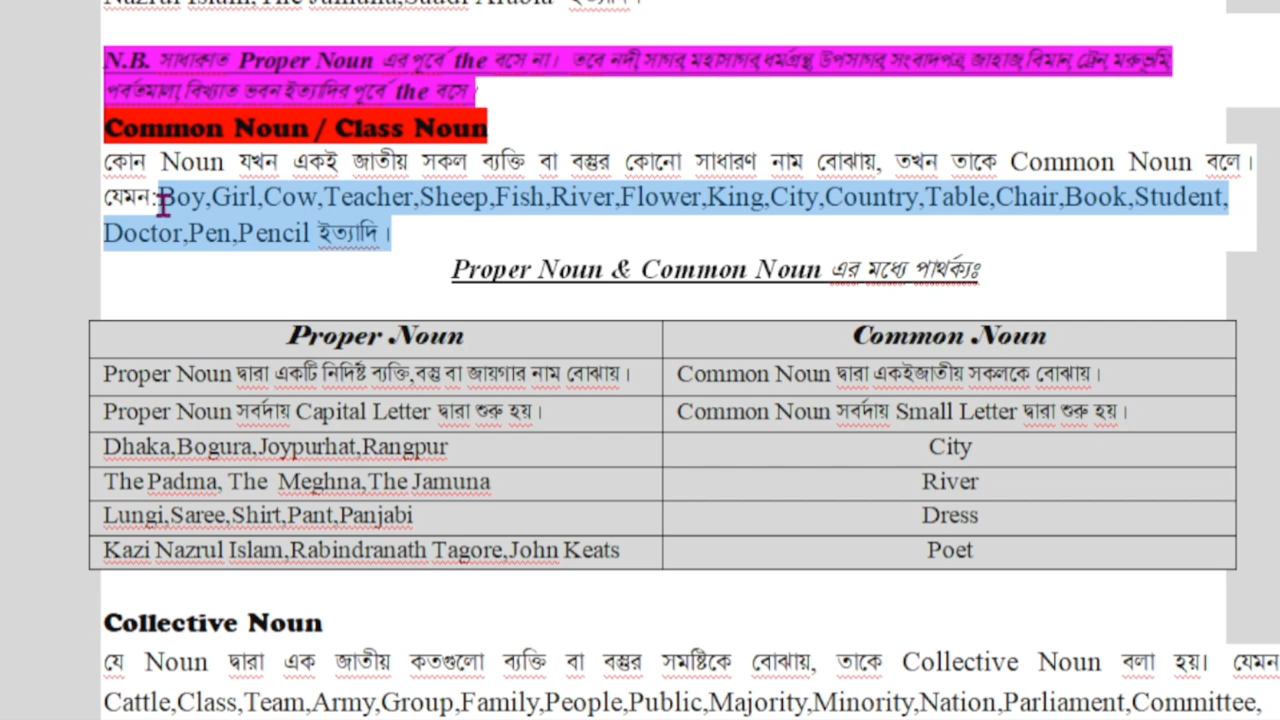 Nazrul Islam,The Jamuna,Saudi Arabia ইত্যাদি।
N.B. সাধারণত Proper Noun এর পূর্বে the বসে না। তবে নদী, সাগর, মহাসাগর, ধর্মগ্রন্থ, উপসাগর, সংবাদপত্র, জাহাজ, বিমান, ট্রেন, মরুভূমি,
পর্বতমালা, বিখ্যাত ভবন ইত্যাদির পূর্বে the বসে।
Common Noun / Class Noun
কোন Noun যখন একই জাতীয় সকল ব্যক্তি বা বস্তুর কোনো সাধারণ নাম বোঝায়, তখন তাকে Common Noun বলে।
যেমন:Boy,Girl,Cow,Teacher,Sheep,Fish,River,Flower,King,City,Country,Table,Chair,Book,Student,
Doctor,Pen,Pencil ইত্যাদি।
Proper Noun & Common Noun এর মধ্যে পার্থক্যঃ
Proper Noun Common Noun
Proper Noun দ্বারা একটি নির্দিষ্ট ব্যক্তি,বস্তু বা জায়গার নাম বোঝায়। Common Noun দ্বারা একইজাতীয় সকলকে বোঝায়।
Proper Noun সর্বদায় Capital Letter দ্বারা শুরু হয়। Common Noun সর্বদায় Small Letter দ্বারা শুরু হয়।
Dhaka,Bogura,Joypurhat,Rangpur City
The Padma, The Meghna,The Jamuna River
Lungi,Saree,Shirt,Pant,Panjabi Dress
Kazi Nazrul Islam,Rabindranath Tagore,John Keats Poet
Collective Noun
যে Noun দ্বারা এক জাতীয় কতগুলো ব্যক্তি বা বস্তুর সমষ্টিকে বোঝায়, তাকে Collective Noun বলা হয়। যেমন
Cattle,Class,Team,Army,Group,Family,People,Public,Majority,Minority,Nation,Parliament,Committee,